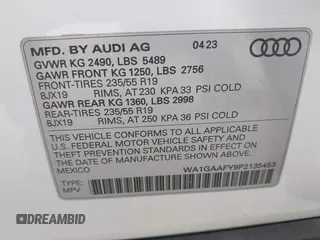 MFD. BY AUDI AG 04/23
GVWR KG 2490, LBS 5489
GAWR FRONT KG 1250, LBS 2756
FRONT-TIRES 235/55 R19
8JX19 RIMS, AT 230 KPA 33 PSI COLD
GAWR REAR KG 1360, LBS 2998
REAR-TIRES 235/55 R19
8JX19 RIMS, AT 250 KPA 36 PSI COLD
THIS VEHICLE CONFORMS TO ALL APPLICABLE
U.S. FEDERAL MOTOR VEHICLE SAFETY
STANDARDS IN EFFECT ON THE DATE
OF MANUFACTURE SHOWN ABOVE.
MEXICO WA1GAAFY9P2135453
TYPE:
MPV
DREAMBID.COM